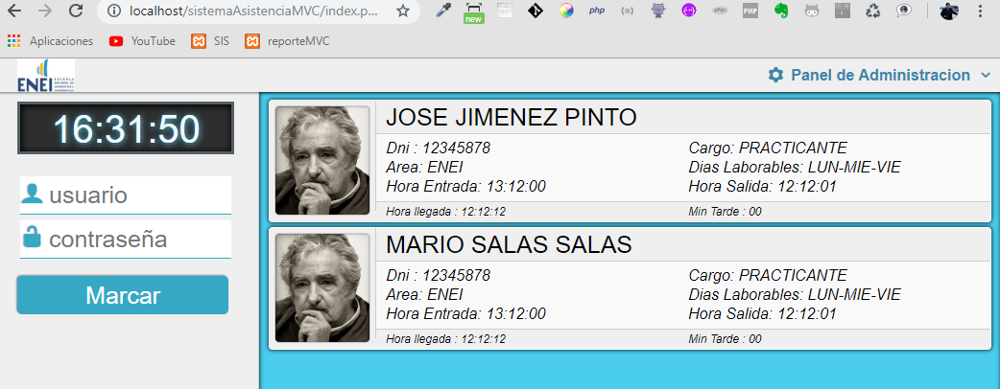 localhost/sistemaAsistenciaMVC/index.p...
new
php
php
PHP
Aplicaciones
YouTube
SIS
reporteMVC
ENEI
Panel de Administracion
16:31:50
usuario
contraseña
Marcar
JOSE JIMENEZ PINTO
Dni : 12345878
Cargo: PRACTICANTE
Area: ENEI
Dias Laborables: LUN-MIE-VIE
Hora Entrada: 13:12:00
Hora Salida: 12:12:01
Hora llegada : 12:12:12
Min Tarde : 00
MARIO SALAS SALAS
Dni : 12345878
Cargo: PRACTICANTE
Area: ENEI
Dias Laborables: LUN-MIE-VIE
Hora Entrada: 13:12:00
Hora Salida: 12:12:01
Hora llegada : 12:12:12
Min Tarde : 00